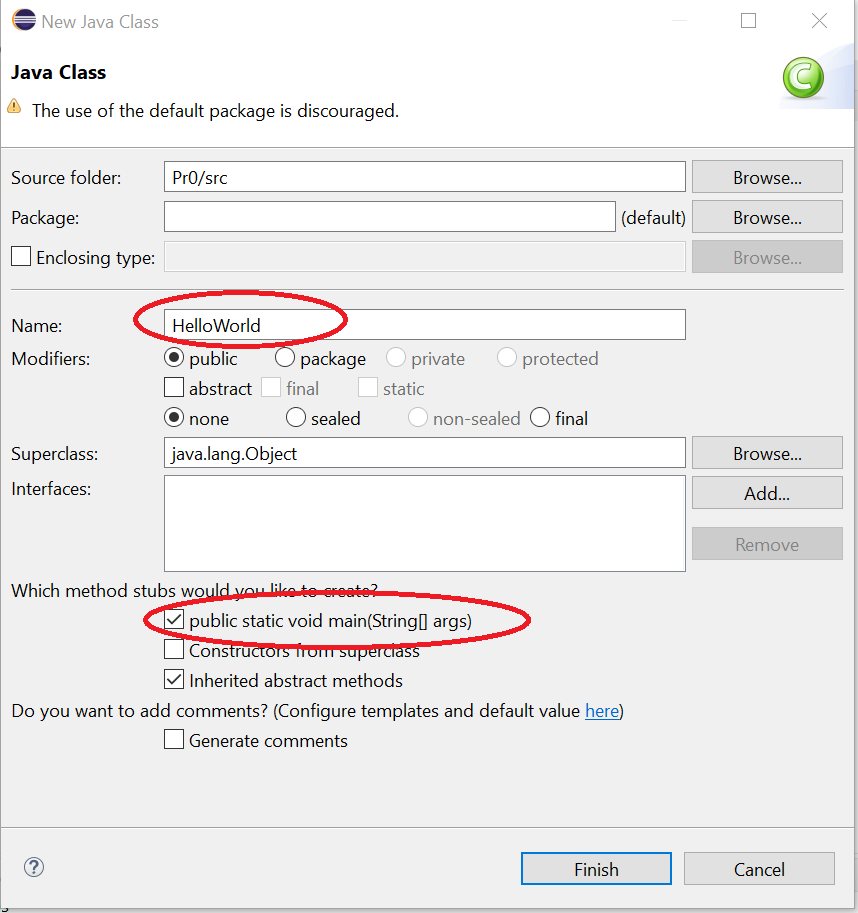 New Java Class
Java Class
The use of the default package is discouraged.
Source folder: Pr0/src Browse...
Package: (default) Browse...
Enclosing type: Browse...
Name: HelloWorld
Modifiers: public package private protected
abstract final static
none sealed non-sealed final
Superclass: java.lang.Object Browse...
Interfaces: Add...
Remove
Which method stubs would you like to create?
public static void main(String[] args)
Constructors from superclass
Inherited abstract methods
Do you want to add comments? (Configure templates and default value here)
Generate comments
Finish Cancel